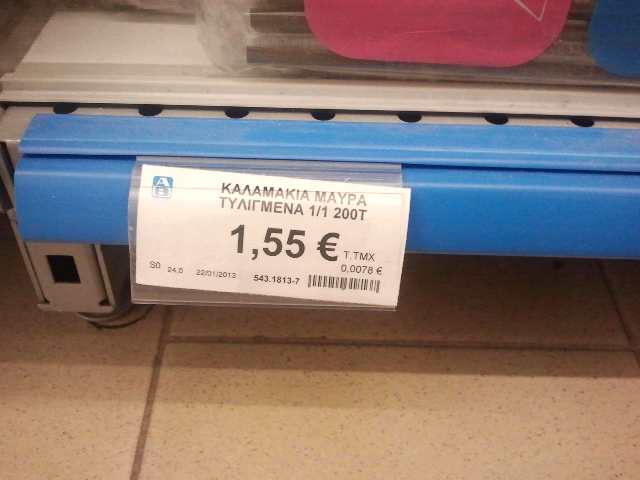 AB
ΚΑΛΑΜΑΚΙΑ ΜΑΥΡΑ
ΤΥΛΙΓΜΕΝΑ 1/1 200Τ
1,55 €
Τ.ΤΜΧ
0,0078 €
S0 24,0 22/01/2013 543.1813-7